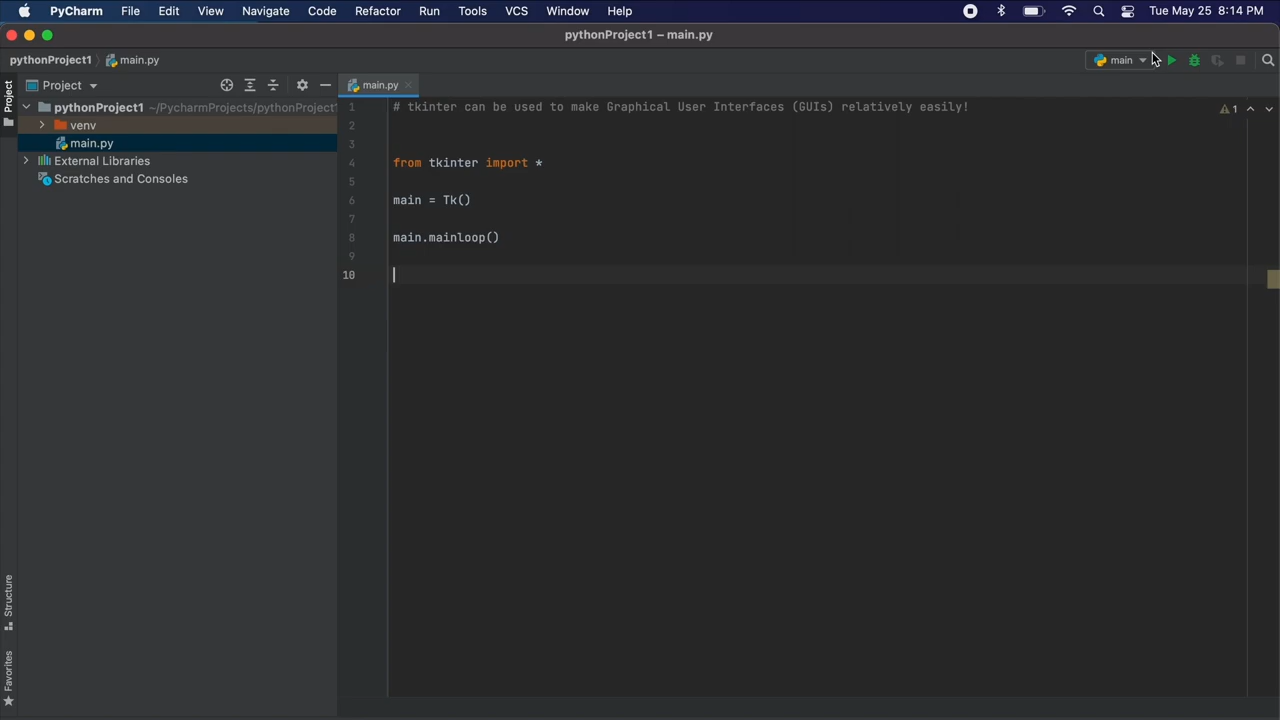 PyCharm File Edit View Navigate Code Refactor Run Tools VCS Window Help Tue May 25 8:14 PM
pythonProject1 – main.py
pythonProject1 main.py main
Project
Project
main.py
pythonProject1 ~/PycharmProjects/pythonProject1
venv
main.py
External Libraries
Scratches and Consoles
1 # tkinter can be used to make Graphical User Interfaces (GUIs) relatively easily! 1
2
3
4 from tkinter import *
5
6 main = Tk()
7
8 main.mainloop()
9
10
Structure
Favorites